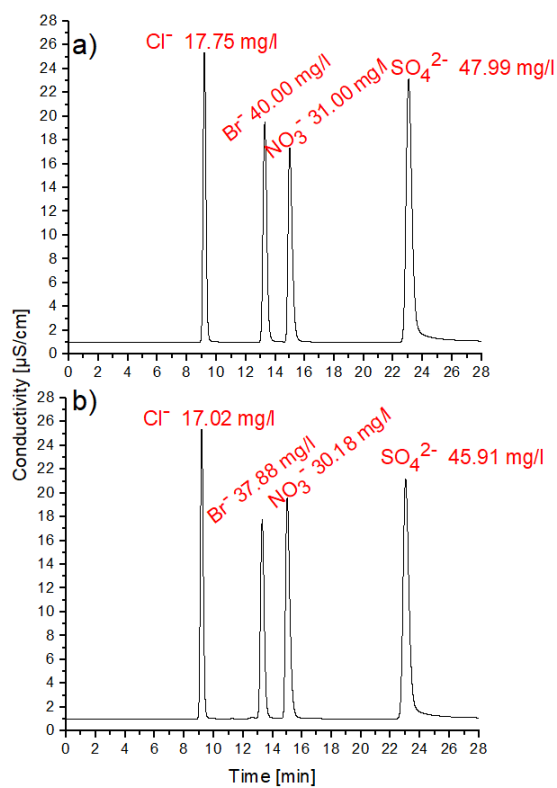 a)
Cl⁻ 17.75 mg/l
Br⁻ 40.00 mg/l
NO₃⁻ 31.00 mg/l
SO₄²⁻ 47.99 mg/l
28
26
24
22
20
18
16
14
12
10
8
6
4
2
0
0 2 4 6 8 10 12 14 16 18 20 22 24 26 28
Conductivity [µS/cm]
b)
Cl⁻ 17.02 mg/l
Br⁻ 37.88 mg/l
NO₃⁻ 30.18 mg/l
SO₄²⁻ 45.91 mg/l
28
26
24
22
20
18
16
14
12
10
8
6
4
2
0
0 2 4 6 8 10 12 14 16 18 20 22 24 26 28
Time [min]